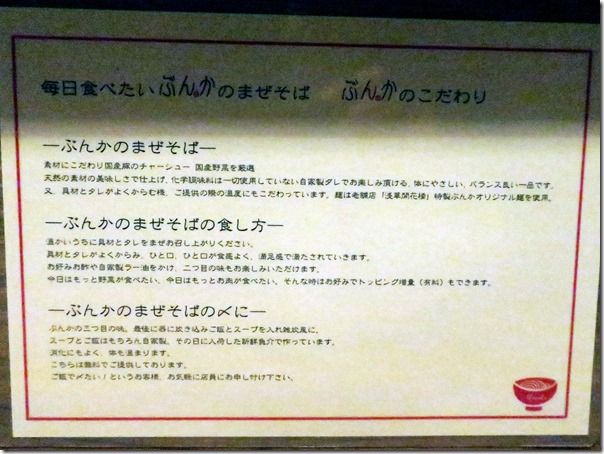 毎日食べたいぶんかのまぜそば ぶんかのこだわり
―ぶんかのまぜそば―
素材にこだわり国産豚のチャーシュー 国産野菜を厳選
天然の素材の美味しさで仕上げ、化学調味料は一切使用していない自家製ダレでお楽しみ頂ける、体にやさしい、バランス良い一品です。
又、具材とタレがよくからむ様、ご提供の際の温度にもこだわっています。麺は老舗店「浅草開花楼」特製ぶんかオリジナル麺を使用。
―ぶんかのまぜそばの食し方―
温かいうちに具材とタレをまぜお召し上がりください。
具材とタレがよくからみ、ひと口、ひと口が食感よく、満足感で満たされていきます。
お好みお酢や自家製ラー油をかけ、二つ目の味もお楽しみいただけます。
今日はもっと野菜が食べたい、今日はもっとお肉が食べたい、そんな時はお好みでトッピング増量（有料）もできます。
―ぶんかのまぜそばの〆に―
ぶんかの三つ目の味。最後に器に炊き込みご飯とスープを入れ雑炊風に。
スープとご飯はもちろん自家製、その日に入荷した新鮮魚介で作っています。
消化にもよく、体も温まります。
こちらは無料でご提供しております。
ご飯で〆たい！というお客様、お気軽に店員にお申し付け下さい。